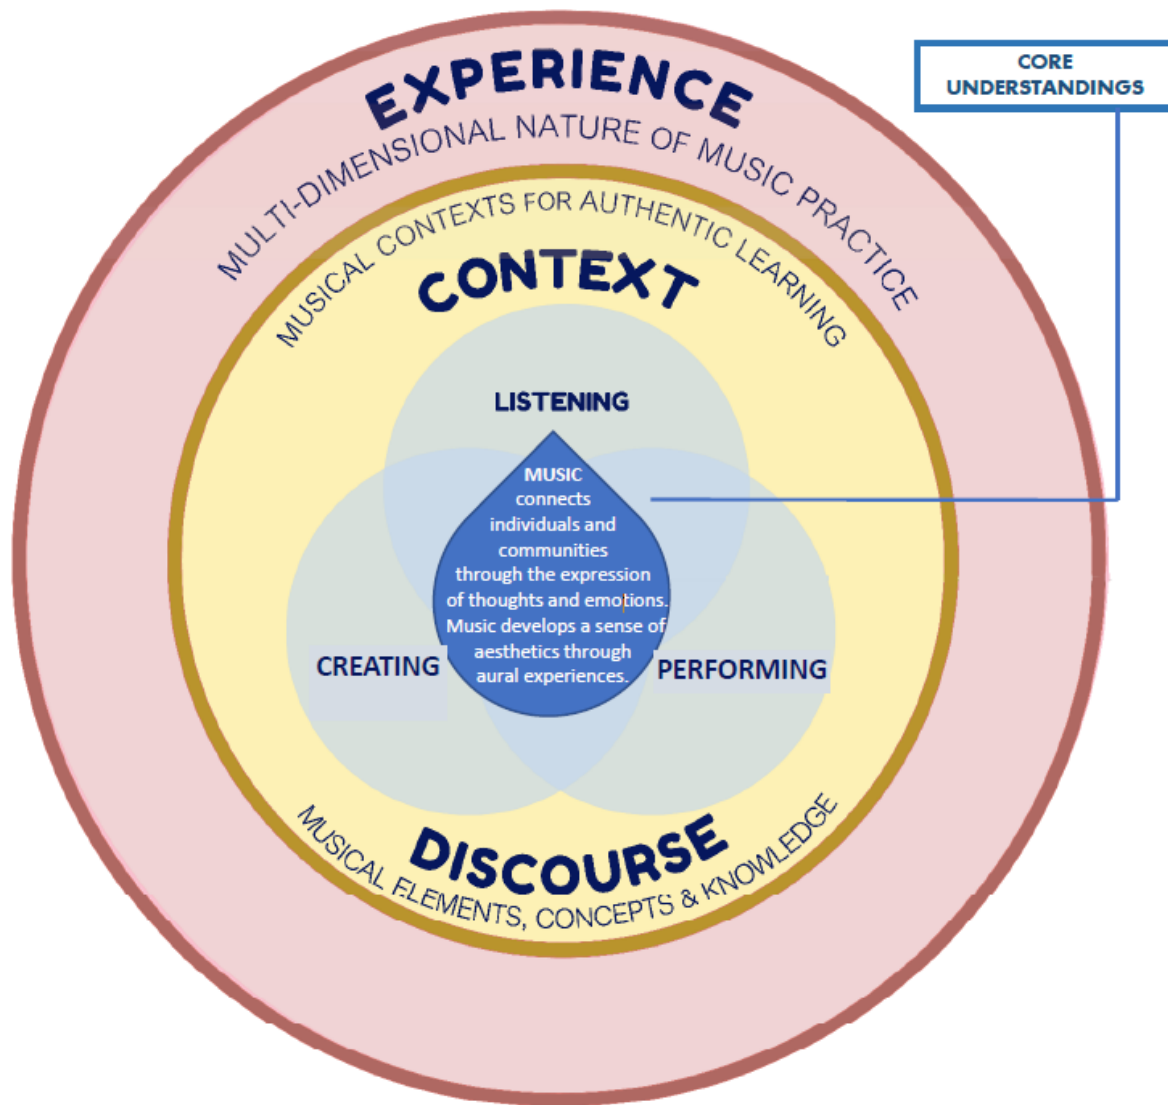 EXPERIENCE
MULTI-DIMENSIONAL NATURE OF MUSIC PRACTICE
CORE
UNDERSTANDINGS
MUSICAL CONTEXTS FOR AUTHENTIC LEARNING
CONTEXT
LISTENING
MUSIC
connects
individuals and
communities
through the expression
of thoughts and emotions.
Music develops a sense of
aesthetics through
aural experiences.
CREATING
PERFORMING
DISCOURSE
MUSICAL ELEMENTS, CONCEPTS & KNOWLEDGE